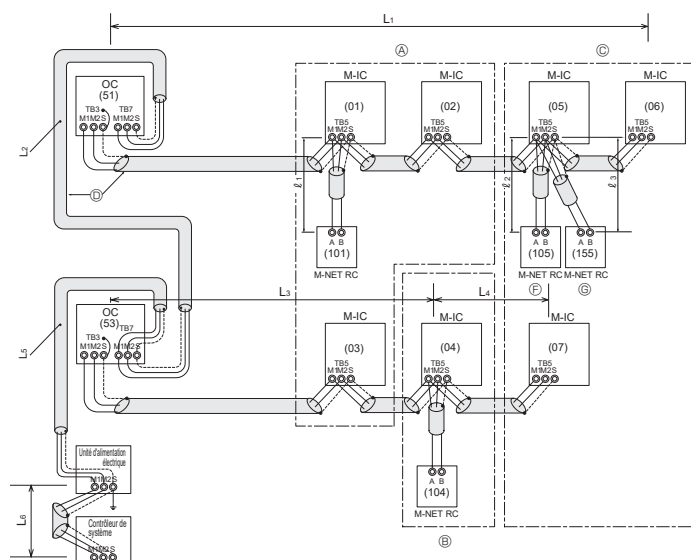 L1
A
C
M-IC
M-IC
M-IC
M-IC
OC
(51)
TB3
TB7
M1M2S
M1M2S
(01)
TB5
M1M2S
(02)
TB5
M1M2S
(05)
TB5
M1M2S
(06)
TB5
M1M2S
L2
D
ℓ1
ℓ2
ℓ3
A B
(101)
M-NET RC
A B
(105)
M-NET RC
F
A B
(155)
M-NET RC
G
L3
L4
OC
(53)
TB3
TB7
M1M2S
M1M2S
M-IC
M-IC
M-IC
(03)
TB5
M1M2S
(04)
TB5
M1M2S
(07)
TB5
M1M2S
L5
Unité d'alimentation
électrique
M1M2S
A B
(104)
M-NET RC
B
L6
Contrôleur de
système
M1M2S